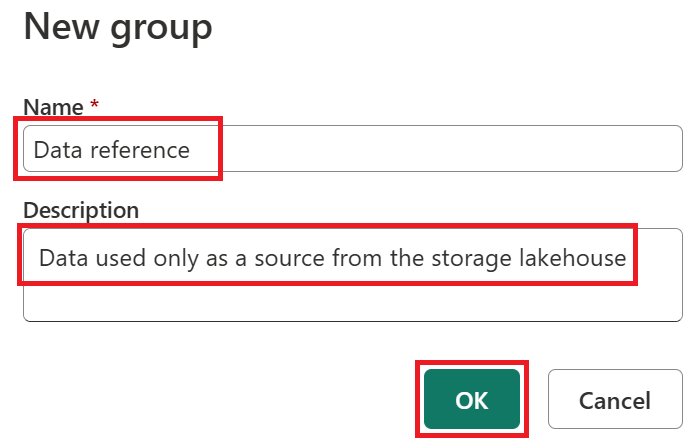 New group
Name *
Data reference
Description
Data used only as a source from the storage lakehouse
OK Cancel